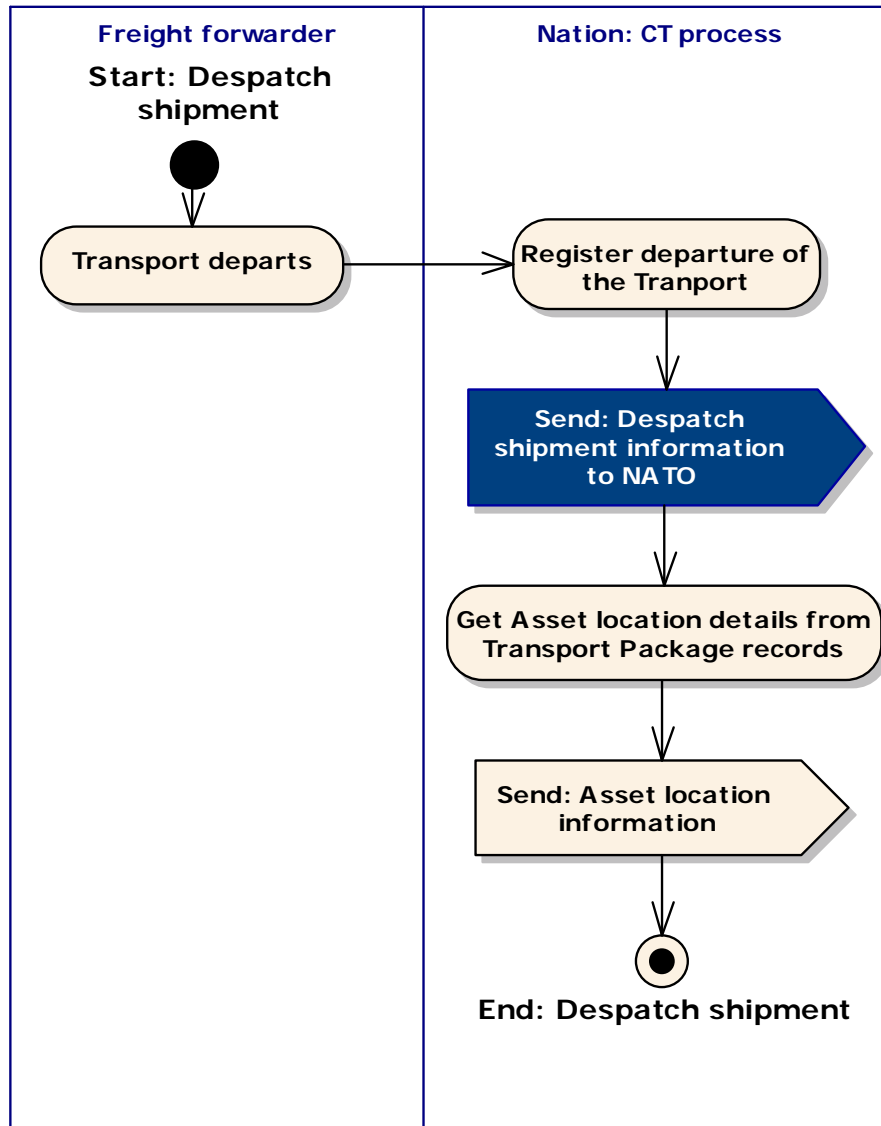 Freight forwarder
Nation: CT process
Start: Despatch
shipment
Transport departs
Register departure of
the Tranport
Send: Despatch
shipment information
to NATO
Get Asset location details from
Transport Package records
Send: Asset location
information
End: Despatch shipment